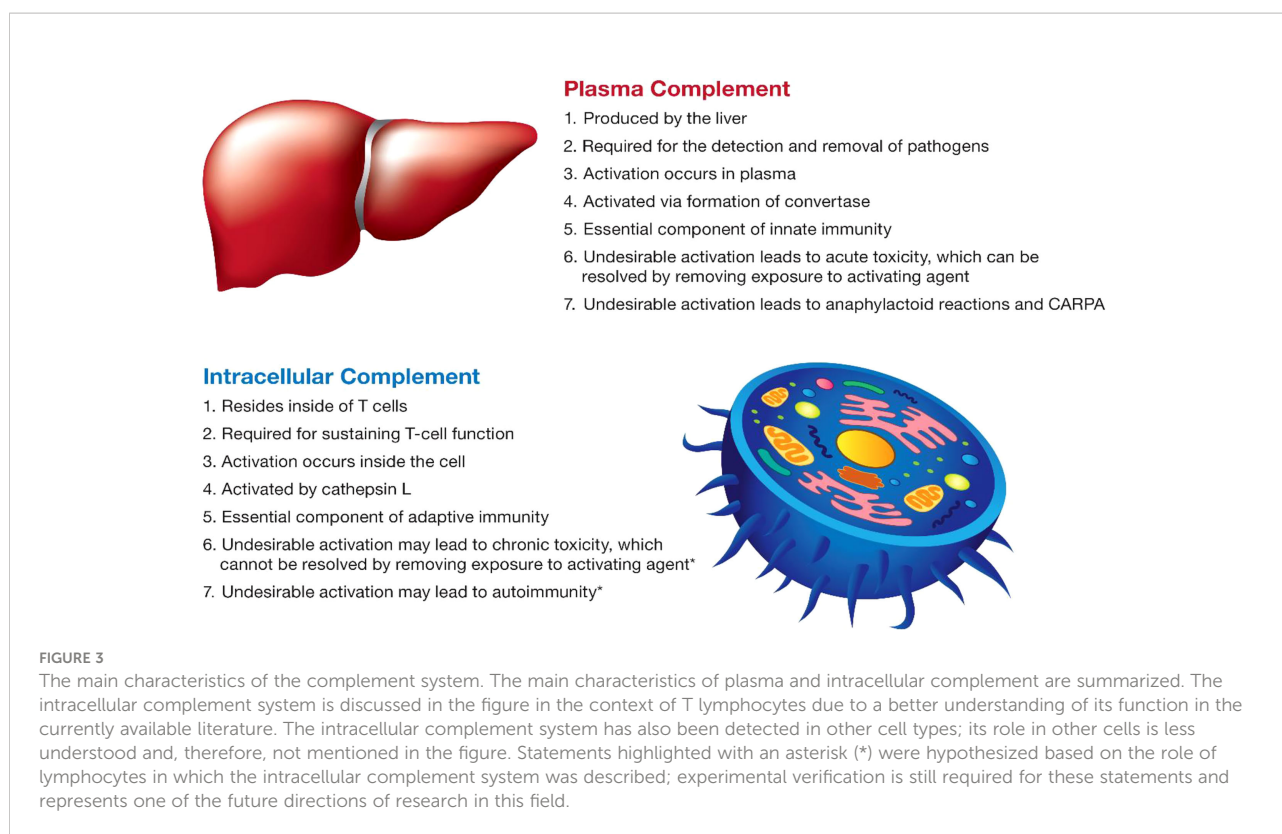 Plasma Complement
1. Produced by the liver
2. Required for the detection and removal of pathogens
3. Activation occurs in plasma
4. Activated via formation of convertase
5. Essential component of innate immunity
6. Undesirable activation leads to acute toxicity, which can be
resolved by removing exposure to activating agent
7. Undesirable activation leads to anaphylactoid reactions and CARPA
Intracellular Complement
1. Resides inside of T cells
2. Required for sustaining T-cell function
3. Activation occurs inside the cell
4. Activated by cathepsin L
5. Essential component of adaptive immunity
6. Undesirable activation may lead to chronic toxicity, which
cannot be resolved by removing exposure to activating agent*
7. Undesirable activation may lead to autoimmunity*
FIGURE 3
The main characteristics of the complement system. The main characteristics of plasma and intracellular complement are summarized. The
intracellular complement system is discussed in the figure in the context of T lymphocytes due to a better understanding of its function in the
currently available literature. The intracellular complement system has also been detected in other cell types; its role in other cells is less
understood and, therefore, not mentioned in the figure. Statements highlighted with an asterisk (*) were hypothesized based on the role of
lymphocytes in which the intracellular complement system was described; experimental verification is still required for these statements and
represents one of the future directions of research in this field.